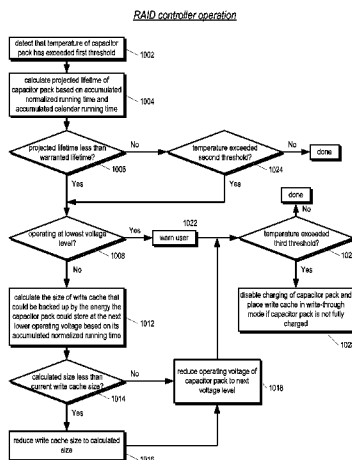 RAID controller operation
detect that temperature of capacitor
pack has exceeded first threshold
1002
calculate projected lifetime of
capacitor pack based on accumulated
normalized running time and
accumulated calender running time
1004
projected lifetime less than
warranted lifetime?
1006
No
Yes
temperature exceeded
second threshold?
1024
No
done
Yes
operating at lowest voltage
level?
1008
Yes
1022
warn user
No
done
No
temperature exceeded
third threshold?
Yes
calculate the size of write cache that
could be backed up by the energy the
capacitor pack could store at the next
lower operating voltage based on its
accumulated normalized running time
1012
disable charging of capacitor pack and
place write cache in write-through
mode if capacitor pack is not fully
charged
calculated size less than
current write cache size?
1014
No
reduce operating voltage of
capacitor pack to next
voltage level
1018
Yes
reduce write cache size to calculated
size
1016